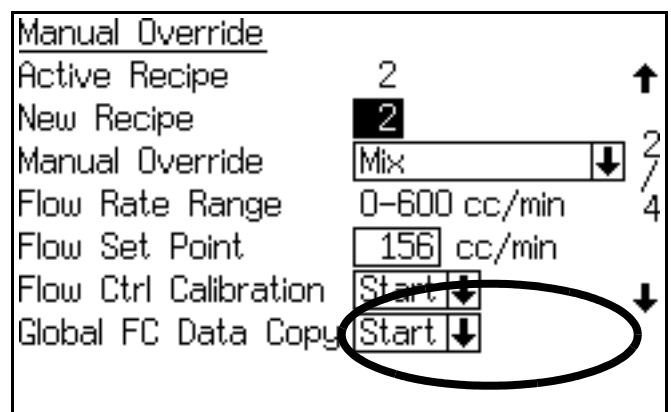 Manual Override
Active Recipe 2
New Recipe 2
Manual Override Mix
Flow Rate Range 0-600 cc/min
Flow Set Point 156 cc/min
Flow Ctrl Calibration Start
Global FC Data Copy Start
2/4